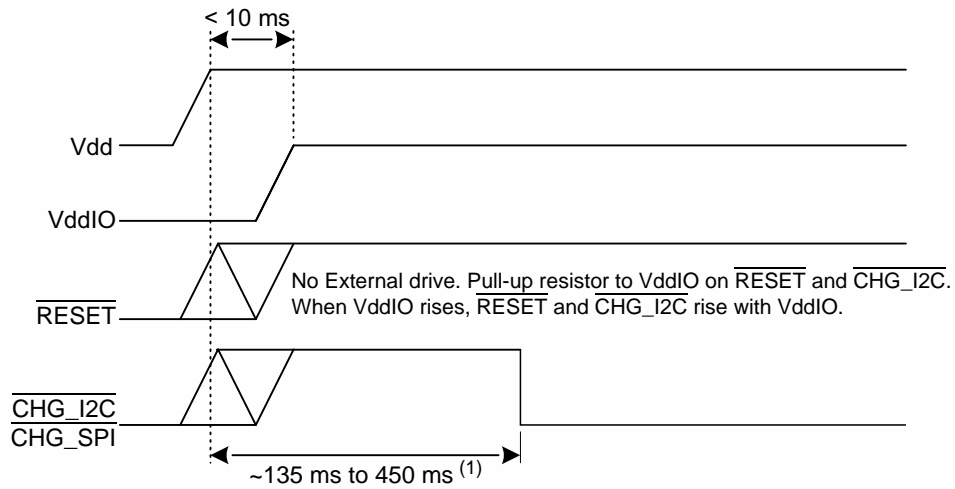 < 10 ms
Vdd
VddIO
No External drive. Pull-up resistor to VddIO on RESET and CHG_I2C.
When VddIO rises, RESET and CHG_I2C rise with VddIO.
RESET
CHG_I2C
CHG_SPI
~135 ms to 450 ms (1)